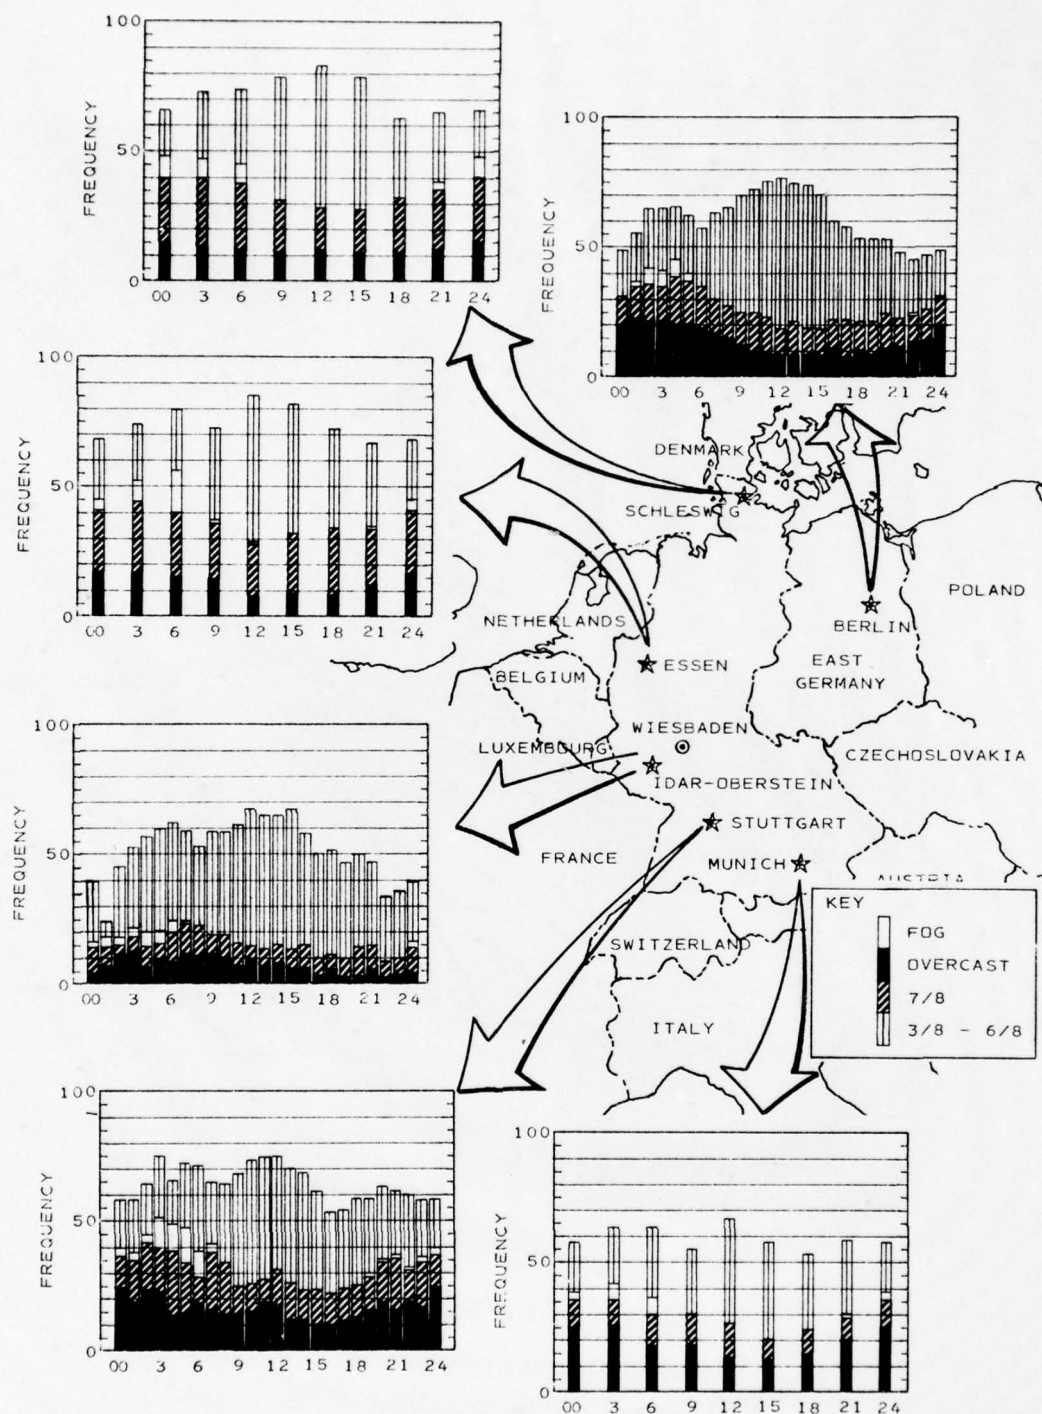 100
FREQUENCY
50
0
00 3 6 9 12 15 18 21 24
100
FREQUENCY
50
0
00 3 6 9 12 15 18 21 24
100
FREQUENCY
50
0
00 3 6 9 12 15 18 21 24
DENMARK
SCHLESWIG
POLAND
NETHERLANDS
BERLIN
ESSEN
EAST
GERMANY
BELGIUM
WIESBADEN
LUXEMBOURG
CZECHOSLOVAKIA
IDAR-OBERSTEIN
STUTTGART
FRANCE
MUNICH
AUSTRIA
SWITZERLAND
ITALY
KEY
FOG
OVERCAST
7/8
3/8 - 6/8
100
FREQUENCY
50
0
00 3 6 9 12 15 18 21 24
100
FREQUENCY
50
0
00 3 6 9 12 15 18 21 24
100
FREQUENCY
50
0
00 3 6 9 12 15 18 21 24